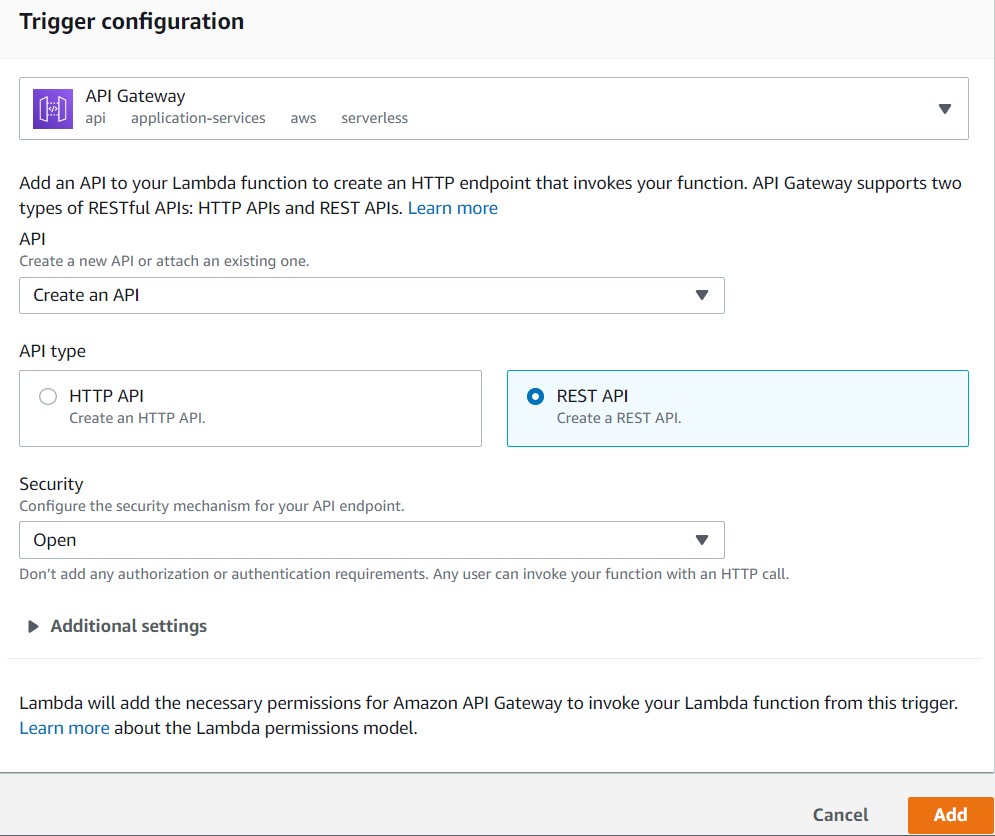 Trigger configuration
API Gateway
api application-services aws serverless
Add an API to your Lambda function to create an HTTP endpoint that invokes your function. API Gateway supports two
types of RESTful APIs: HTTP APIs and REST APIs. Learn more
API
Create a new API or attach an existing one.
Create an API
API type
HTTP API
Create an HTTP API.
REST API
Create a REST API.
Security
Configure the security mechanism for your API endpoint.
Open
Don't add any authorization or authentication requirements. Any user can invoke your function with an HTTP call.
Additional settings
Lambda will add the necessary permissions for Amazon API Gateway to invoke your Lambda function from this trigger.
Learn more about the Lambda permissions model.
Cancel Add